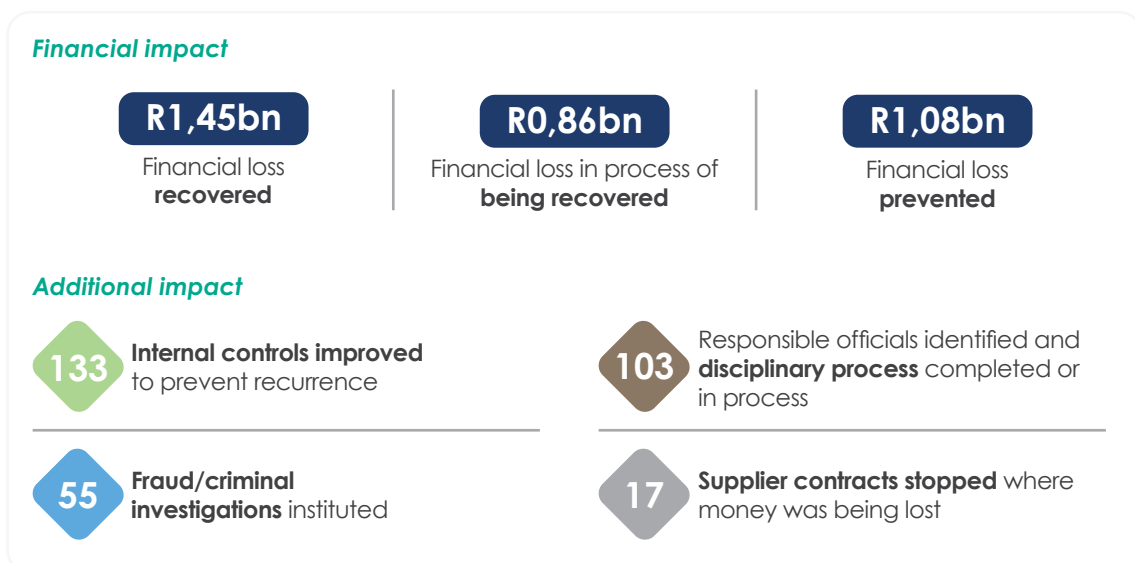 Financial impact
R1,45bn
Financial loss
recovered
R0,86bn
Financial loss in process of
being recovered
R1,08bn
Financial loss
prevented
Additional impact
133
Internal controls improved
to prevent recurrence
103
Responsible officials identified and
disciplinary process completed or
in process
55
Fraud/criminal
investigations instituted
17
Supplier contracts stopped where
money was being lost